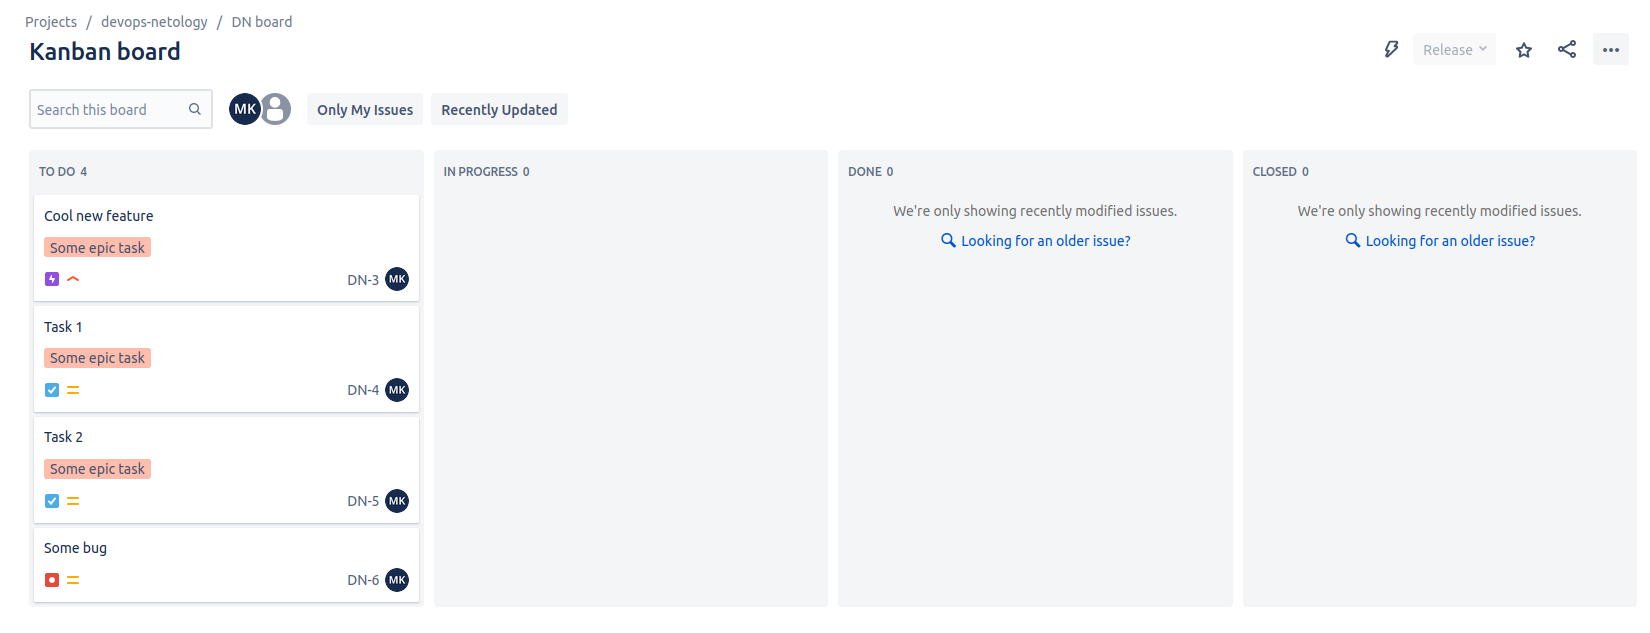 Projects / devops-netology / DN board
Kanban board
Release
Search this board
MK
Only My Issues
Recently Updated
TO DO 4
Cool new feature
Some epic task
DN-3 MK
Task 1
Some epic task
DN-4 MK
Task 2
Some epic task
DN-5 MK
Some bug
DN-6 MK
IN PROGRESS 0
DONE 0
We're only showing recently modified issues.
Looking for an older issue?
CLOSED 0
We're only showing recently modified issues.
Looking for an older issue?